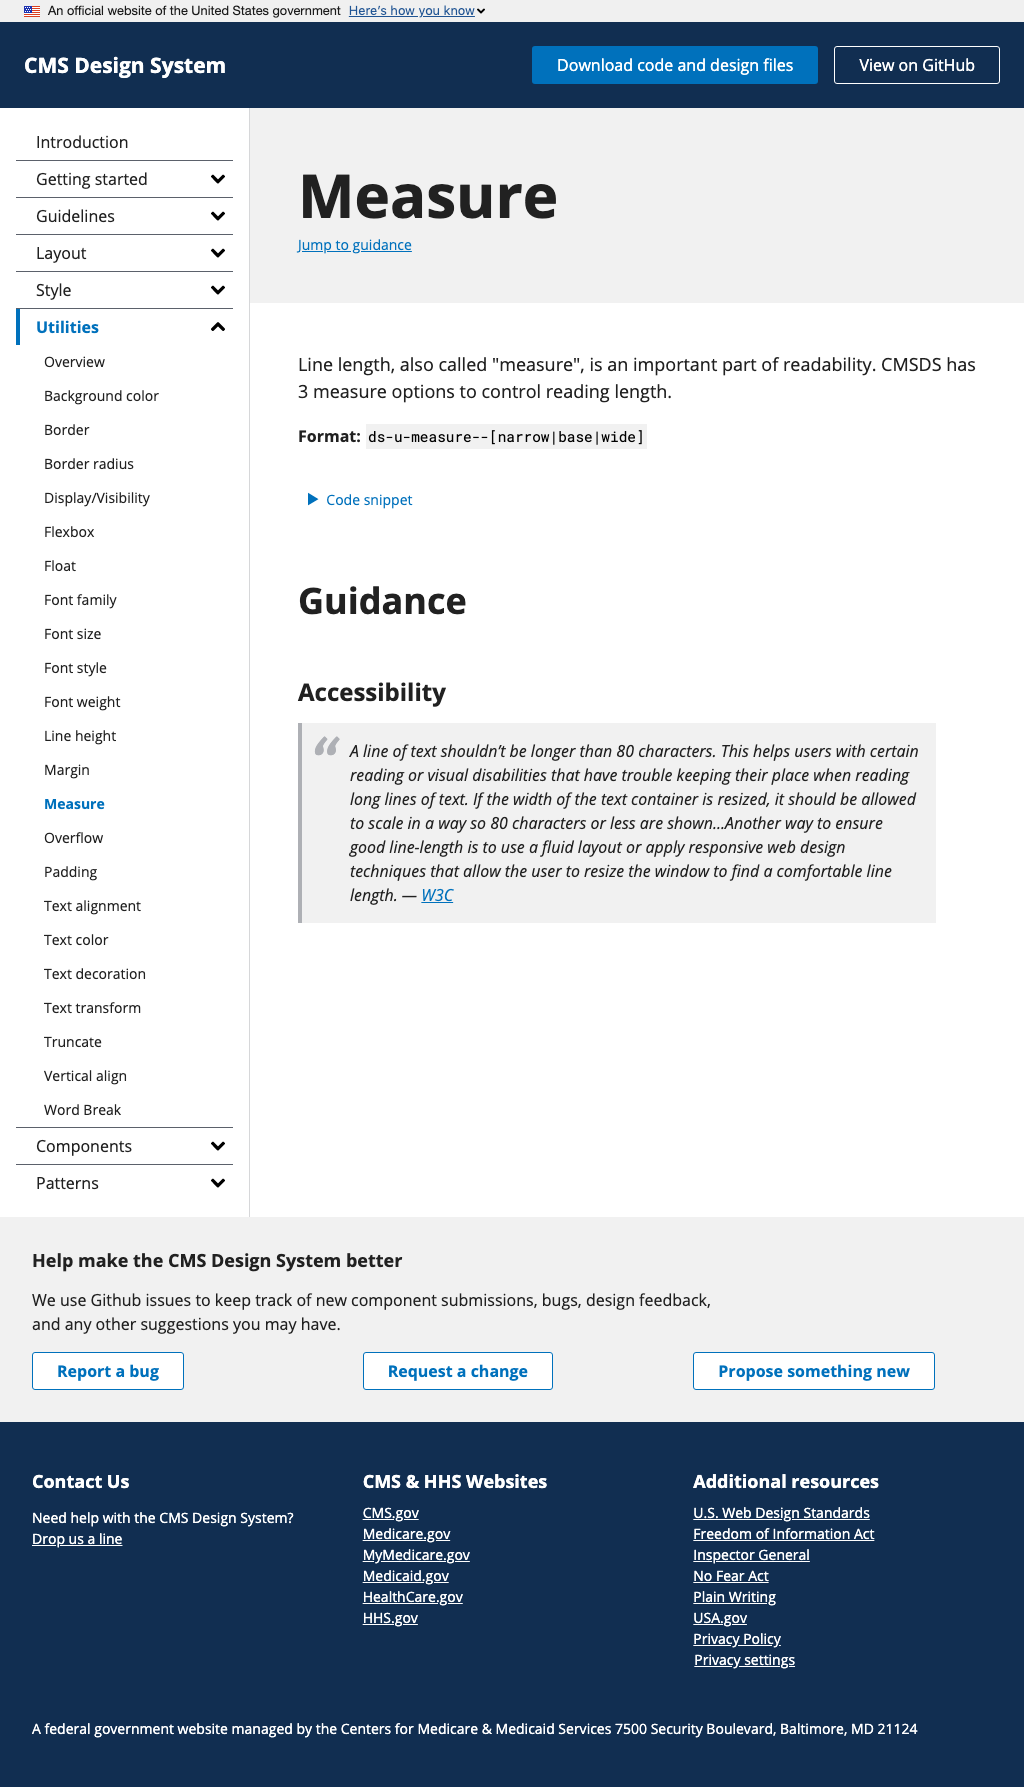 An official website of the United States government Here's how you know
CMS Design System
Download code and design files
View on GitHub
Introduction
Getting started
Guidelines
Layout
Style
Utilities
Overview
Background color
Border
Border radius
Display/Visibility
Flexbox
Float
Font family
Font size
Font style
Font weight
Line height
Margin
Measure
Overflow
Padding
Text alignment
Text color
Text decoration
Text transform
Truncate
Vertical align
Word Break
Components
Patterns
Measure
Jump to guidance
Line length, also called "measure", is an important part of readability. CMSDS has
3 measure options to control reading length.
Format: ds-u-measure--[narrow|base|wide]
Code snippet
Guidance
Accessibility
A line of text shouldn’t be longer than 80 characters. This helps users with certain
reading or visual disabilities that have trouble keeping their place when reading
long lines of text. If the width of the text container is resized, it should be allowed
to scale in a way so 80 characters or less are shown...Another way to ensure
good line-length is to use a fluid layout or apply responsive web design
techniques that allow the user to resize the window to find a comfortable line
length. — W3C
Help make the CMS Design System better
We use Github issues to keep track of new component submissions, bugs, design feedback,
and any other suggestions you may have.
Report a bug
Request a change
Propose something new
Contact Us
Need help with the CMS Design System?
Drop us a line
CMS & HHS Websites
CMS.gov
Medicare.gov
MyMedicare.gov
Medicaid.gov
HealthCare.gov
HHS.gov
Additional resources
U.S. Web Design Standards
Freedom of Information Act
Inspector General
No Fear Act
Plain Writing
USA.gov
Privacy Policy
Privacy settings
A federal government website managed by the Centers for Medicare & Medicaid Services 7500 Security Boulevard, Baltimore, MD 21124